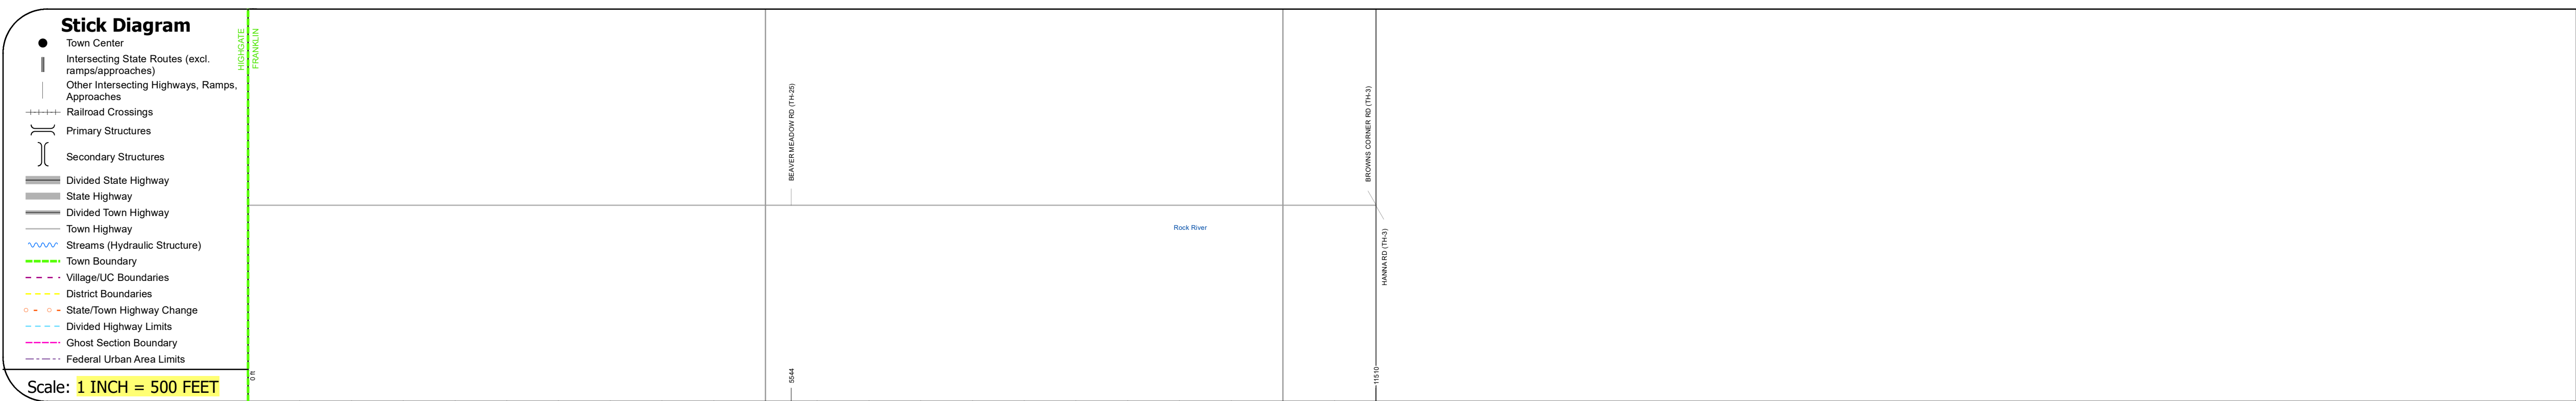 Stick Diagram
Town Center
Intersecting State Routes (excl.
ramps/approaches)
Other Intersecting Highways, Ramps,
Approaches
Railroad Crossings
Primary Structures
Secondary Structures
Divided State Highway
State Highway
Divided Town Highway
Town Highway
Streams (Hydraulic Structure)
Town Boundary
Village/UC Boundaries
District Boundaries
State/Town Highway Change
Divided Highway Limits
Ghost Section Boundary
Federal Urban Area Limits
Scale: 1 INCH = 500 FEET
HIGHGATE
FRANKLIN
0 ft
BEAVER MEADOW RD (TH-25)
5544
Rock River
BROWNS CORNER RD (TH-3)
HANNA RD (TH-3)
11510